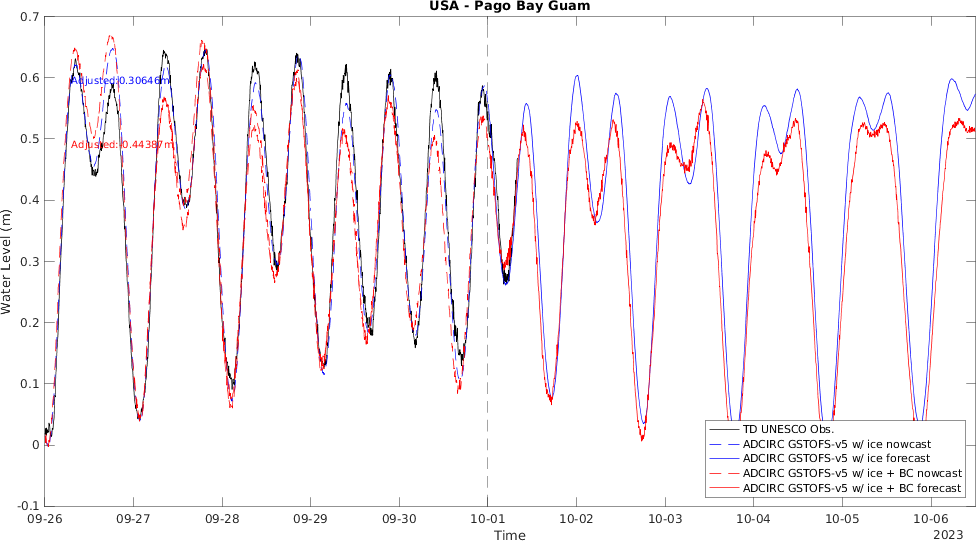 USA - Pago Bay Guam
0.7
0.6
0.5
0.4
0.3
0.2
0.1
0
-0.1
Water Level (m)
Adjusted:0.30646m
Adjusted: 0.44387m
TD UNESCO Obs.
ADCIRC GSTOFS-v5 w/ ice nowcast
ADCIRC GSTOFS-v5 w/ ice forecast
ADCIRC GSTOFS-v5 w/ ice + BC nowcast
ADCIRC GSTOFS-v5 w/ ice + BC forecast
09-26 09-27 09-28 09-29 09-30 10-01 10-02 10-03 10-04 10-05 10-06
Time
2023